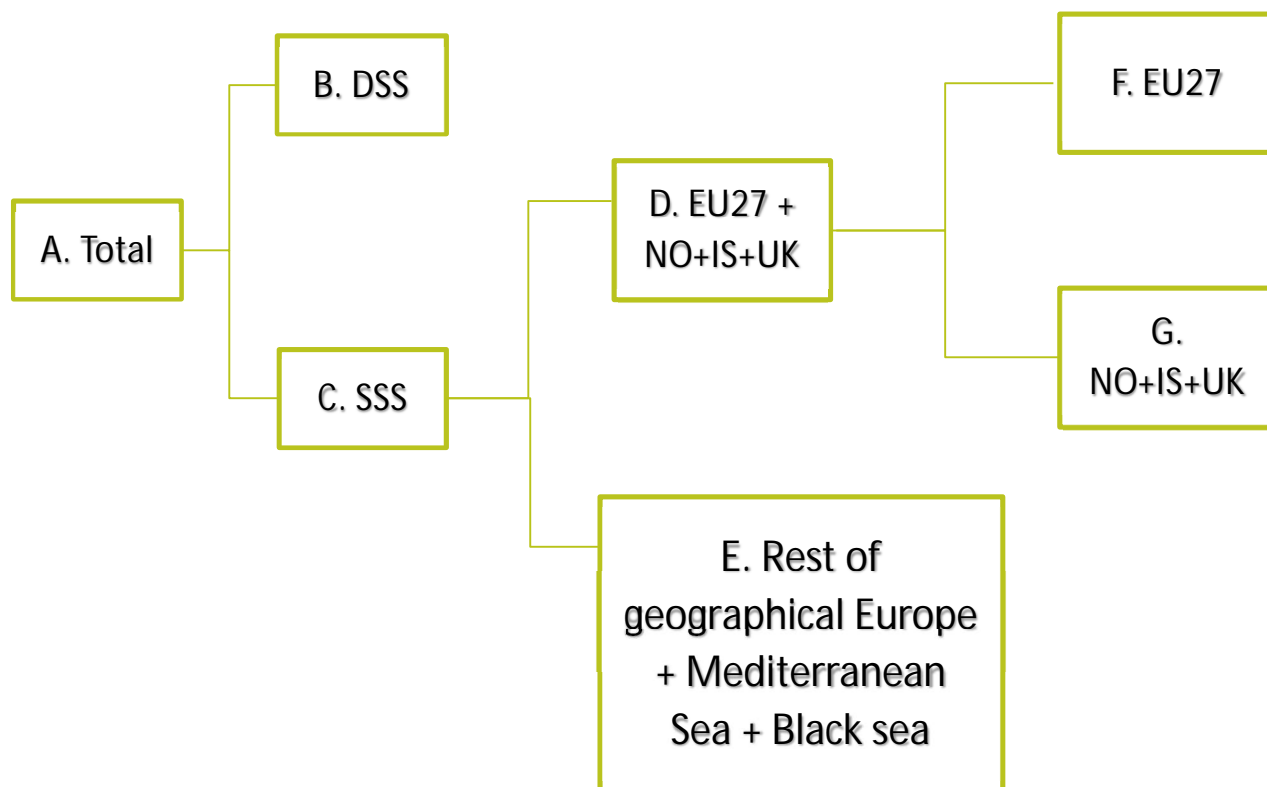 A. Total
B. DSS
C. SSS
D. EU27 +
NO+IS+UK
E. Rest of
geographical Europe
+ Mediterranean
Sea + Black sea
F. EU27
G.
NO+IS+UK